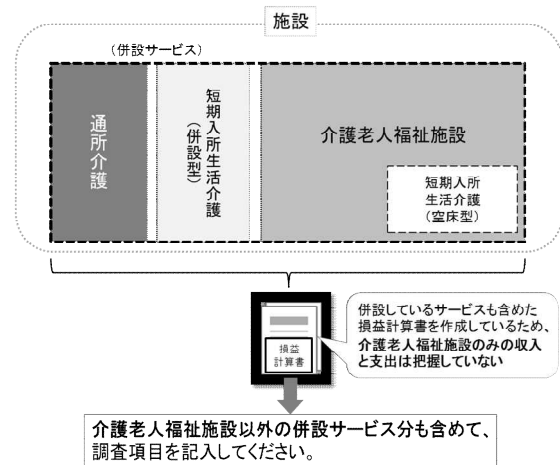 施設
(併設サービス)
通所介護
短期入所生活介護
(併設型)
介護老人福祉施設
短期入所
生活介護
(空床型)
損益
計算書
併設しているサービスも含めた
損益計算書を作成しているため、
介護老人福祉施設のみの収入
と支出は把握していない
介護老人福祉施設以外の併設サービス分も含めて、
調査項目を記入してください。